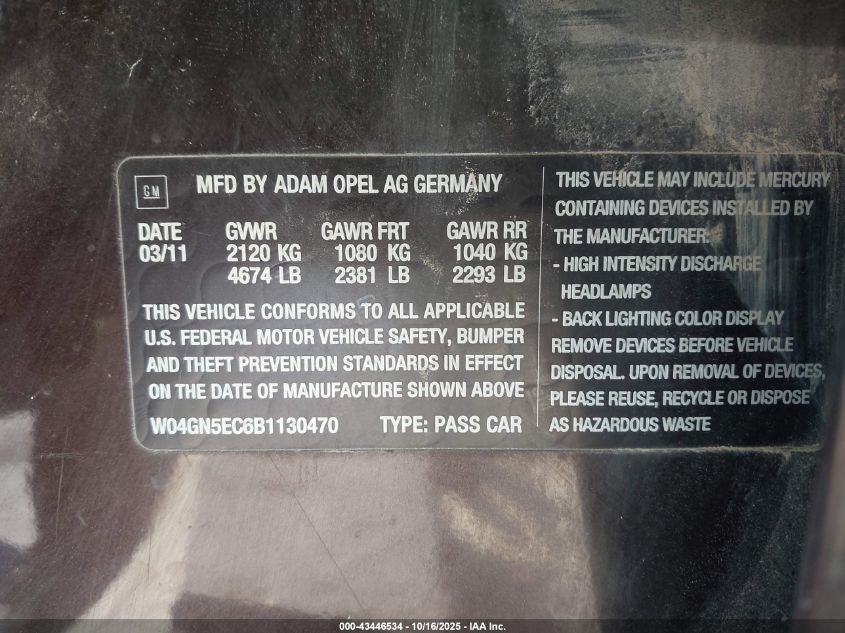 GM
MFD BY ADAM OPEL AG GERMANY
DATE GVWR GAWR FRT GAWR RR
03/11 2120 KG 1080 KG 1040 KG
4674 LB 2381 LB 2293 LB
THIS VEHICLE CONFORMS TO ALL APPLICABLE
U.S. FEDERAL MOTOR VEHICLE SAFETY, BUMPER
AND THEFT PREVENTION STANDARDS IN EFFECT
ON THE DATE OF MANUFACTURE SHOWN ABOVE
W04GN5EC6B1130470 TYPE: PASS CAR
THIS VEHICLE MAY INCLUDE MERCURY
CONTAINING DEVICES INSTALLED BY
THE MANUFACTURER:
- HIGH INTENSITY DISCHARGE
HEADLAMPS
- BACK LIGHTING COLOR DISPLAY
REMOVE DEVICES BEFORE VEHICLE
DISPOSAL. UPON REMOVAL OF DEVICES,
PLEASE REUSE, RECYCLE OR DISPOSE
AS HAZARDOUS WASTE
000-43446534 - 10/16/2025 - IAA Inc.